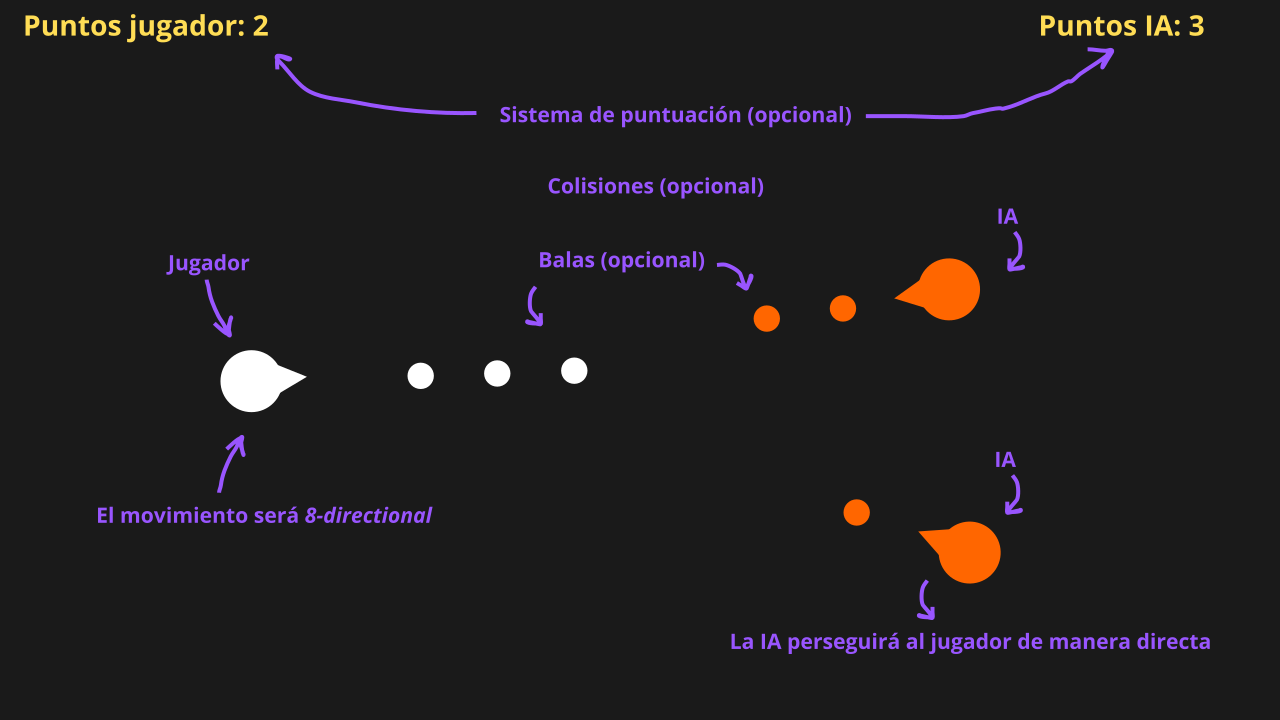 Puntos jugador: 2
Puntos IA: 3
Sistema de puntuación (opcional)
Colisiones (opcional)
IA
Jugador
Balas (opcional)
IA
El movimiento será 8-directional
La IA perseguirá al jugador de manera directa